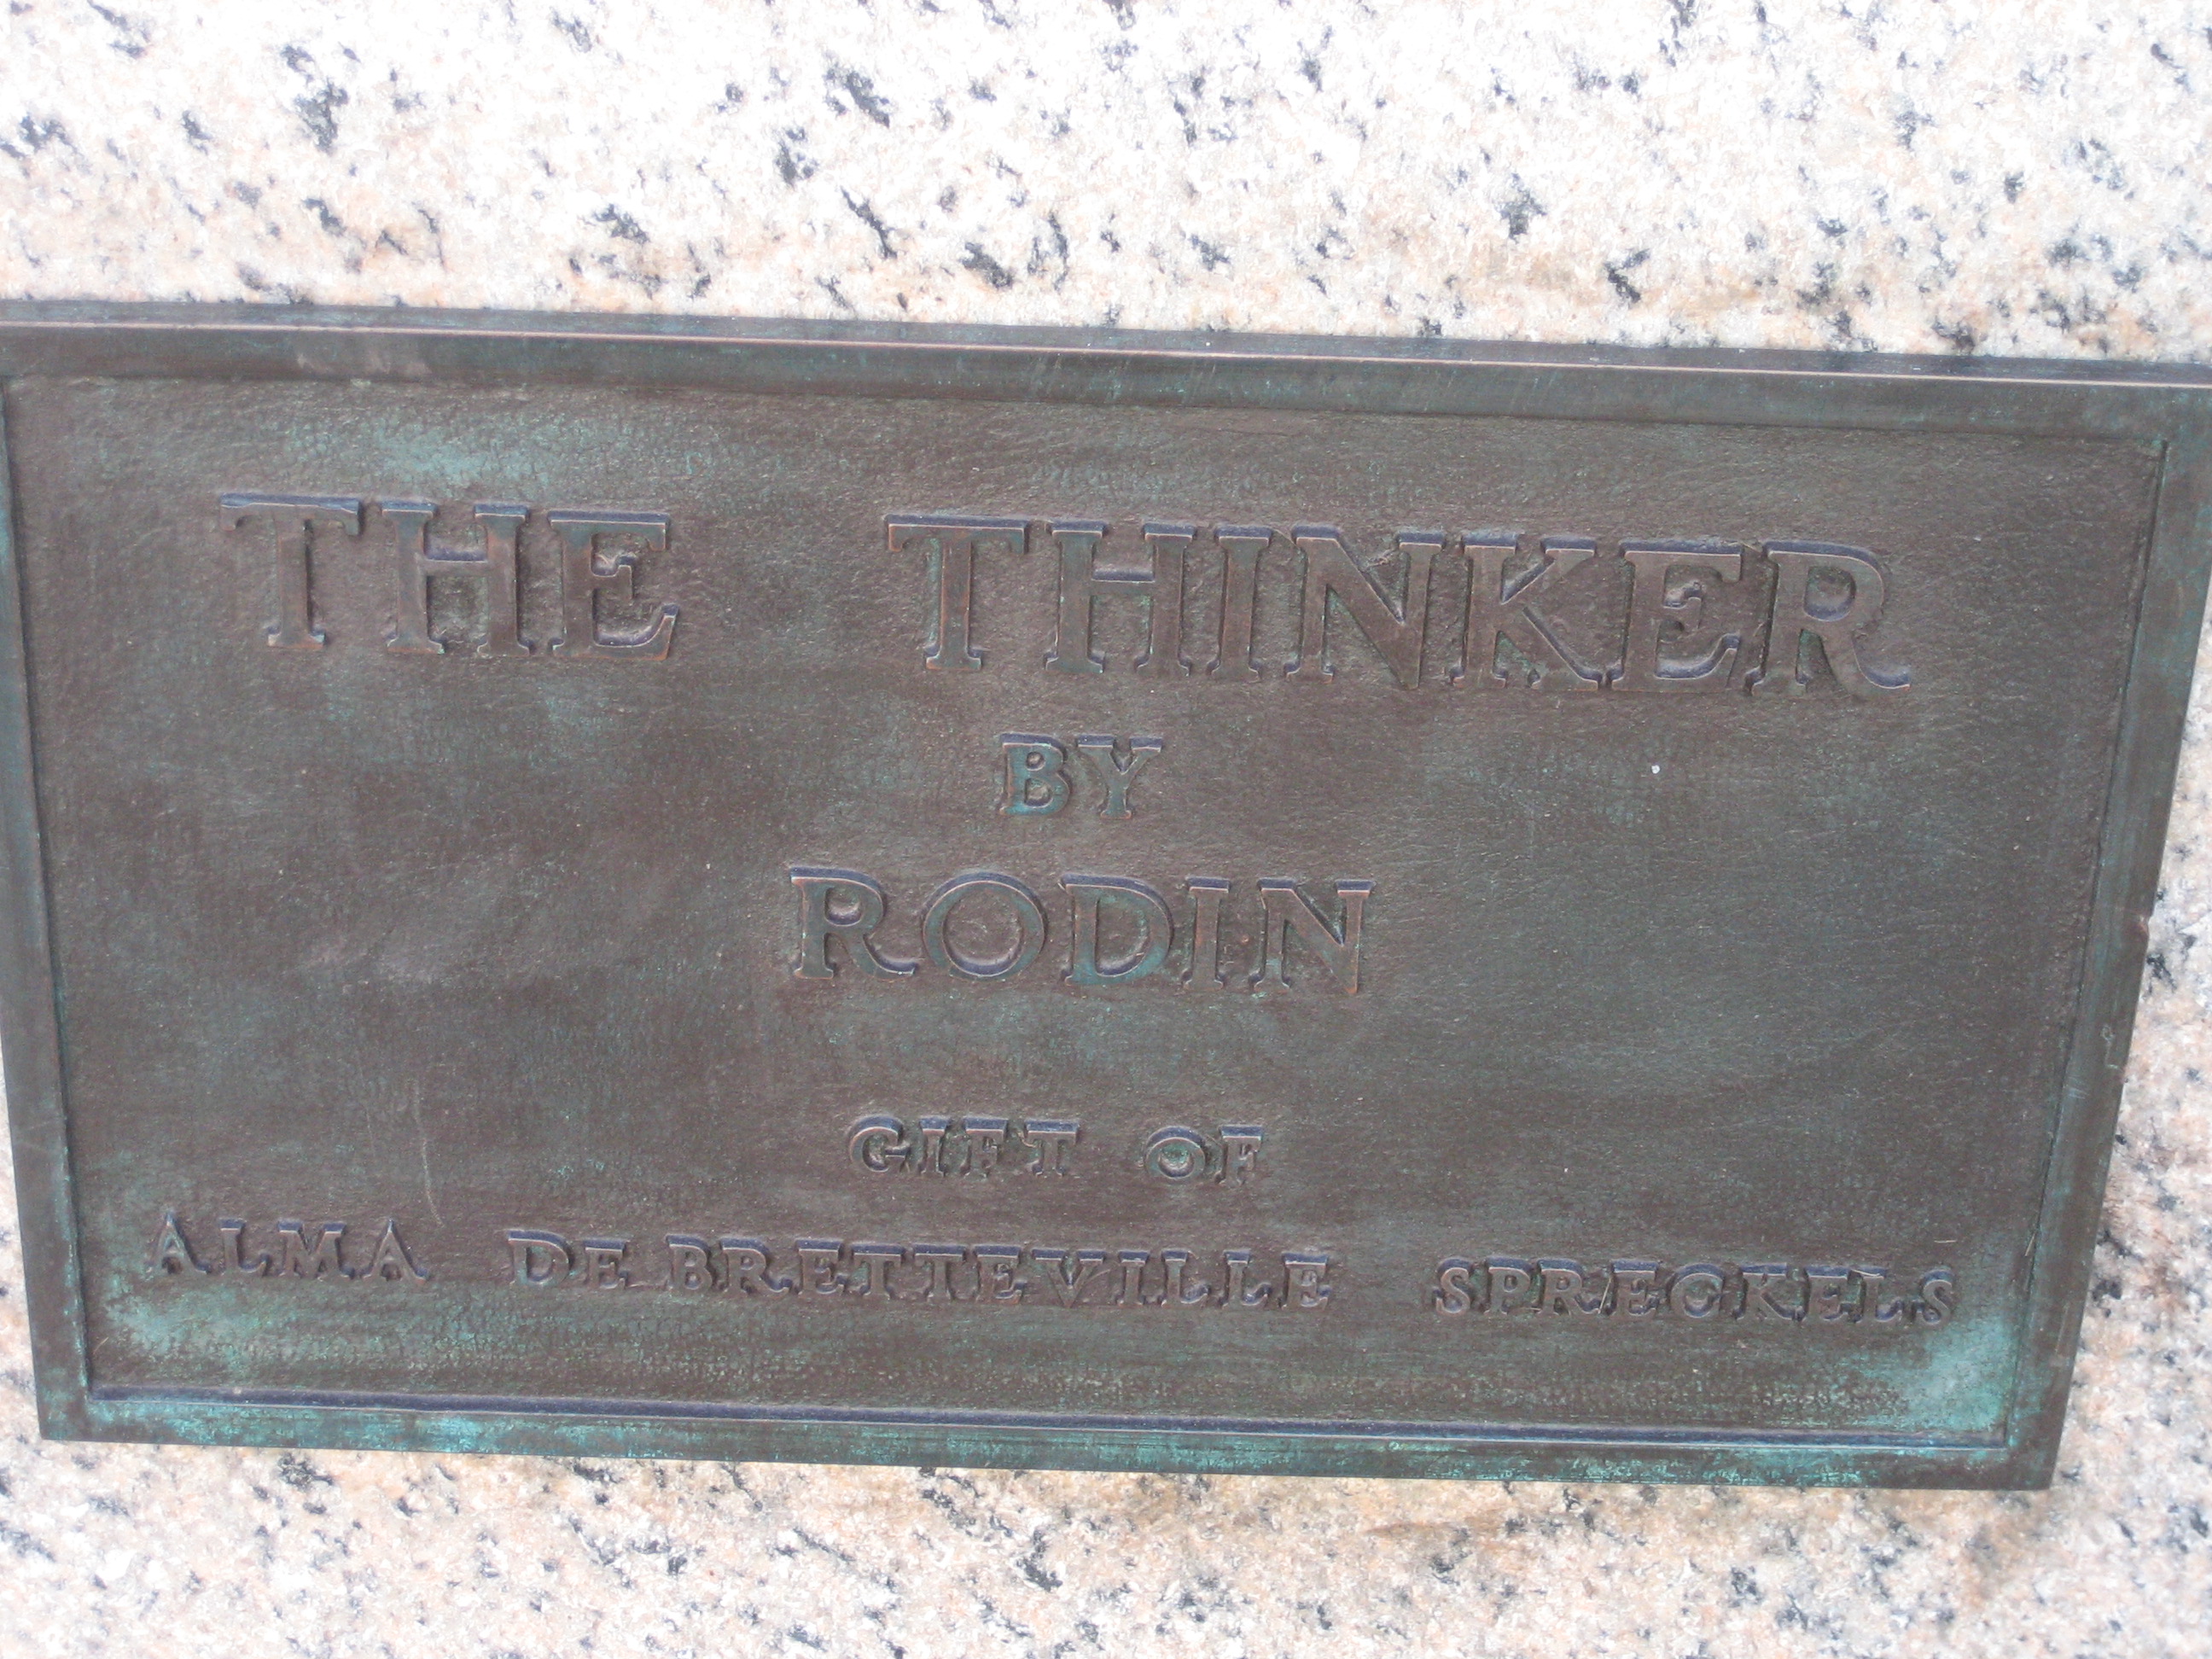 THE THINKER
BY
RODIN
GIFT OF
ALMA DE BRETTEVILLE SPRECKELS